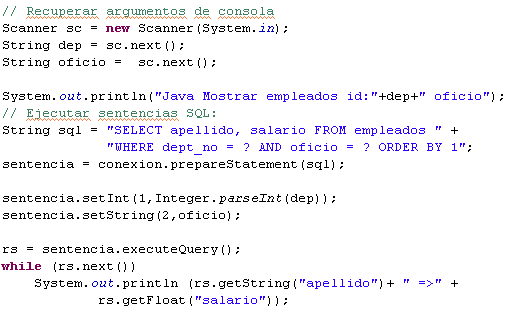 // Recuperar argumentos de consola
Scanner sc = new Scanner(System.in);
String dep = sc.next();
String oficio =  sc.next();
System.out.println("Java Mostrar empleados id:"+dep+" oficio");
// Ejecutar sentencias SQL:
String sql = "SELECT apellido, salario FROM empleados " +
"WHERE dept_no = ? AND oficio = ? ORDER BY 1";
sentencia = conexion.prepareStatement(sql);
sentencia.setInt(1,Integer.parseInt(dep));
sentencia.setString(2,oficio);
rs = sentencia.executeQuery();
while (rs.next())
System.out.println (rs.getString("apellido")+ " =>" +
rs.getFloat("salario"));